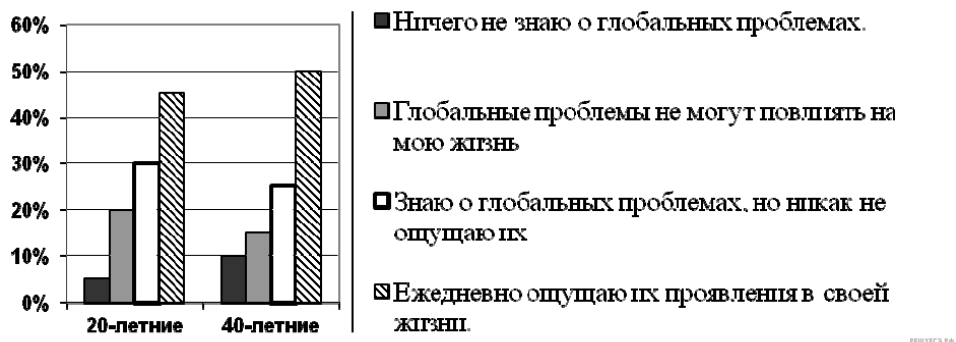 60%
50%
40%
30%
20%
10%
0%
20-летние
40-летние
Ничего не знаю о глобальных проблемах.
Глобальные проблемы не могут повлиять на
мою жизнь
Знаю о глобальных проблемах, но никак не
ощущаю их
Ежедневно ощущаю их проявления в своей
жизни.